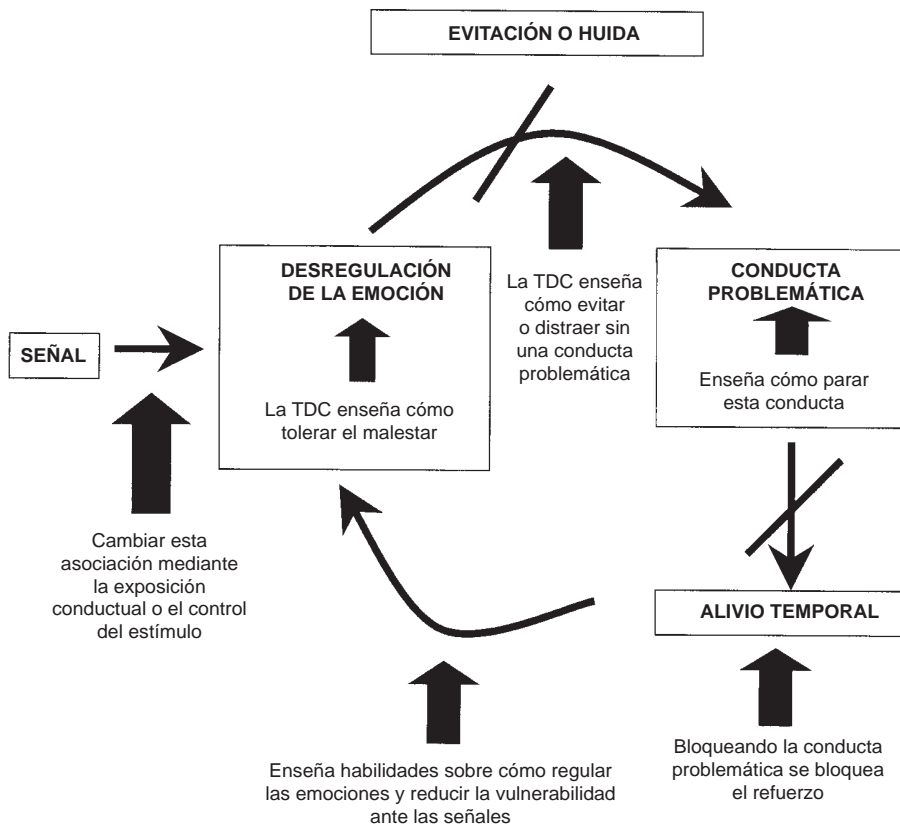 EVITACIÓN O HUIDA
DESREGULACIÓN
DE LA EMOCIÓN
La TDC enseña cómo
tolerar el malestar
La TDC enseña
cómo evitar
o distraer sin
una conducta
problemática
CONDUCTA
PROBLEMÁTICA
Enseña cómo parar
esta conducta
SEÑAL
Cambiar esta
asociación mediante
la exposición
conductual o el control
del estímulo
ALIVIO TEMPORAL
Enseña habilidades sobre cómo regular
las emociones y reducir la vulnerabilidad
ante las señales
Bloqueando la conducta
problemática se bloquea
el refuerzo